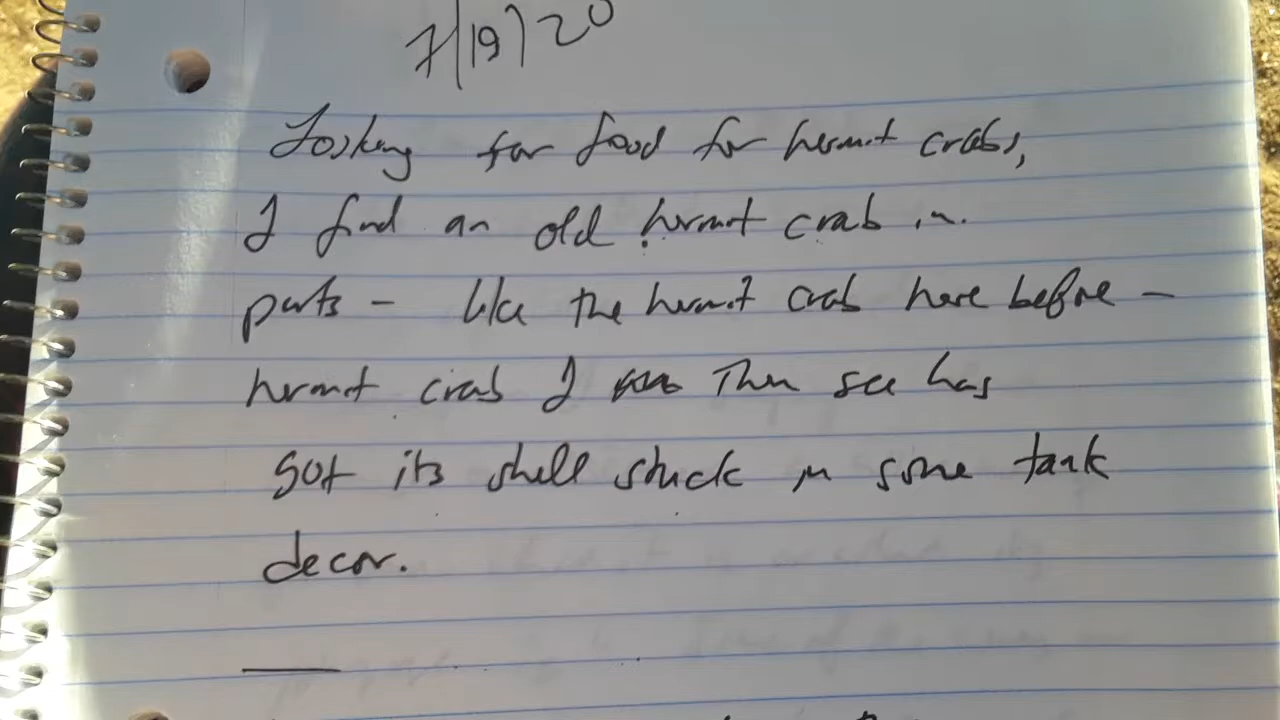 7/19/20
Looking for food for hermit crabs,
I find an old hermit crab in
parts - like the hermit crab here before -
hermit crab I then see has
got its shell stuck in some tank
decor.